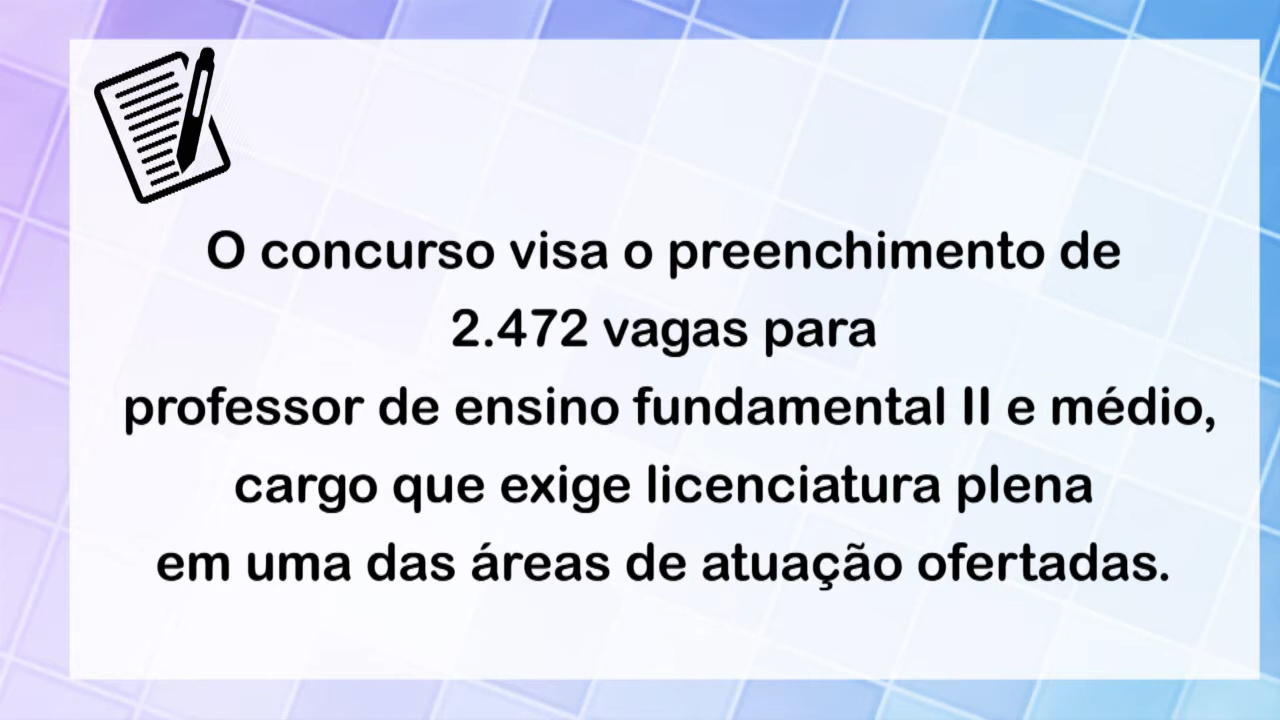 O concurso visa o preenchimento de
2.472 vagas para
professor de ensino fundamental II e médio,
cargo que exige licenciatura plena
em uma das áreas de atuação ofertadas.